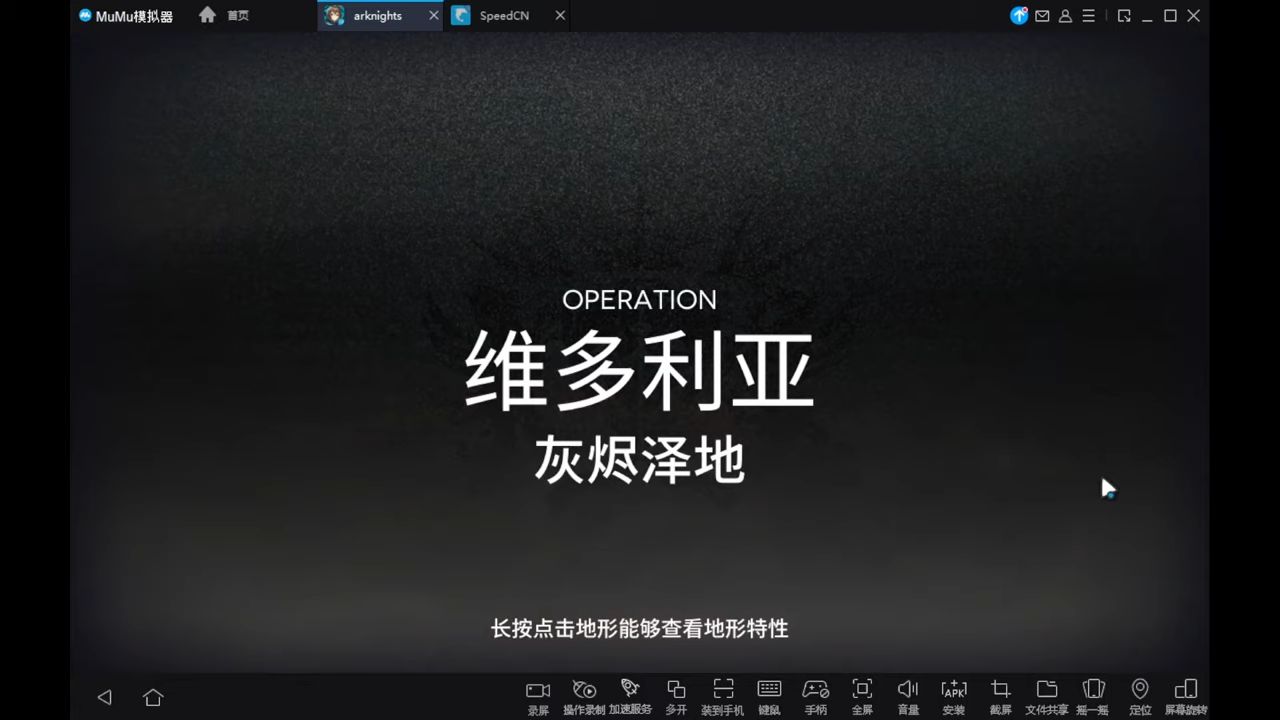 MuMu模拟器
首页
arknights
SpeedCN
OPERATION
维多利亚
灰烬泽地
长按点击地形能够查看地形特性
录屏
操作录制
加速服务
多开
装到手机
键鼠
手柄
全屏
音量
APK
安装
截屏
文件共享
摇一摇
定位
屏幕旋转